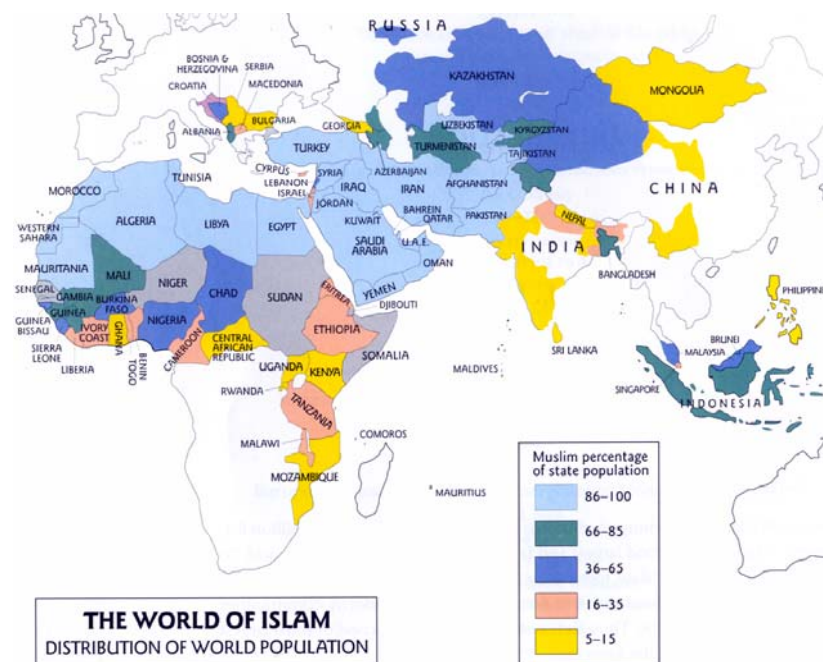 RUSSIA
BOSNIA &
HERZEGOVINA
SERBIA
CROATIA
MACEDONIA
KAZAKHSTAN
MONGOLIA
BULGARIA
GEORGIA
UZBEKISTAN
KYRGYZSTAN
ALBANIA
TURKEY
TURMENISTAN
TAJIKISTAN
TUNISIA
CYRPUS
SYRIA
AZERBAIJAN
CHINA
MOROCCO
LEBANON
ISRAEL
IRAQ
IRAN
AFGHANISTAN
JORDAN
ALGERIA
LIBYA
EGYPT
KUWAIT
BAHREIN
QATAR
PAKISTAN
NEPAL
WESTERN
SAHARA
SAUDI
ARABIA
U.A.E.
INDIA
OMAN
MAURITANIA
MALI
NIGER
YEMEN
BANGLADESH
SENEGAL
GAMBIA
BURKINA
FASO
CHAD
SUDAN
ERITREA
DJIBOUTI
PHILIPPIN
GUINEA
GUINEA
BISSAU
IVORY
COAST
GHANA
NIGERIA
ETHIOPIA
CAMEROON
CENTRAL
AFRICAN
REPUBLIC
SOMALIA
SIERRA
LEONE
LIBERIA
TOGO
BENIN
UGANDA
KENYA
MALDIVES
SRI LANKA
BRUNEI
MALAYSIA
RWANDA
SINGAPORE
INDONESIA
TANZANIA
MALAWI
COMOROS
MOZAMBIQUE
MAURITIUS
Muslim percentage
of state population
86–100
66–85
36–65
16–35
5–15
THE WORLD OF ISLAM
DISTRIBUTION OF WORLD POPULATION